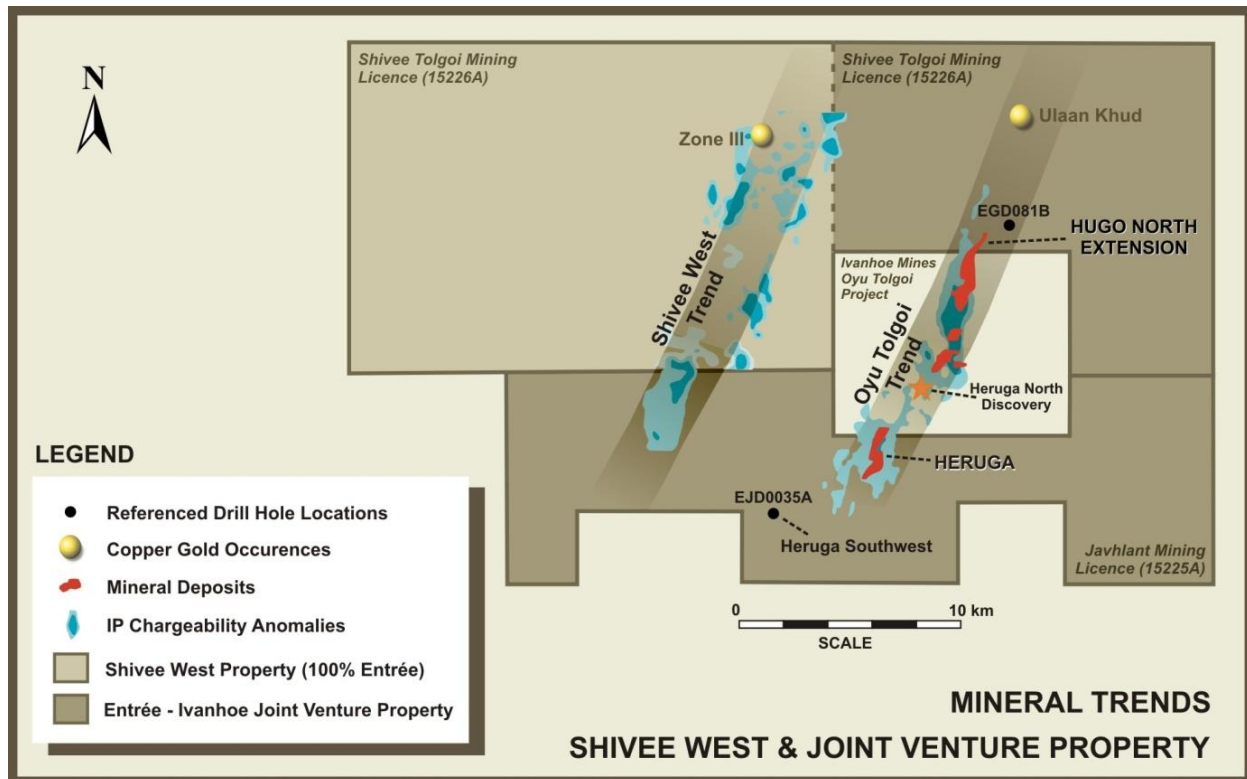 N
Shivee Tolgoi Mining
Licence (15226A)
Shivee Tolgoi Mining
Licence (15226A)
Zone III
Ulaan Khud
EGD081B
HUGO NORTH
EXTENSION
Ivanhoe Mines
Oyu Tolgoi
Project
Shivee West
Trend
Oyu Tolgoi
Trend
Heruga North
Discovery
HERUGA
EJD0035A
Heruga Southwest
Javhlant Mining
Licence (15225A)
LEGEND
Referenced Drill Hole Locations
Copper Gold Occurences
Mineral Deposits
IP Chargeability Anomalies
Shivee West Property (100% Entrée)
Entrée - Ivanhoe Joint Venture Property
0 10 km
SCALE
MINERAL TRENDS
SHIVEE WEST & JOINT VENTURE PROPERTY